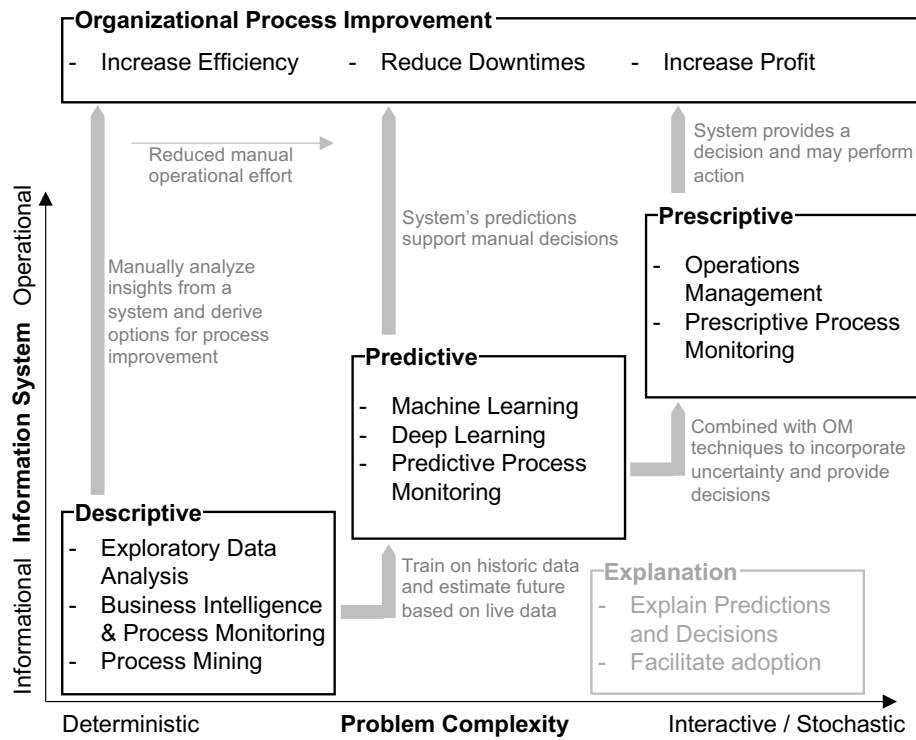 Organizational Process Improvement
- Increase Efficiency
- Reduce Downtimes
- Increase Profit
Reduced manual
operational effort
System provides a
decision and may perform
action
System's predictions
support manual decisions
Manually analyze
insights from a
system and derive
options for process
improvement
Prescriptive
- Operations
Management
- Prescriptive Process
Monitoring
Predictive
- Machine Learning
- Deep Learning
- Predictive Process
Monitoring
Combined with OM
techniques to incorporate
uncertainty and provide
decisions
Descriptive
- Exploratory Data
Analysis
- Business Intelligence
& Process Monitoring
- Process Mining
Train on historic data
and estimate future
based on live data
Explanation
- Explain Predictions
and Decisions
- Facilitate adoption
Informational Information System Operational
Deterministic Problem Complexity Interactive / Stochastic